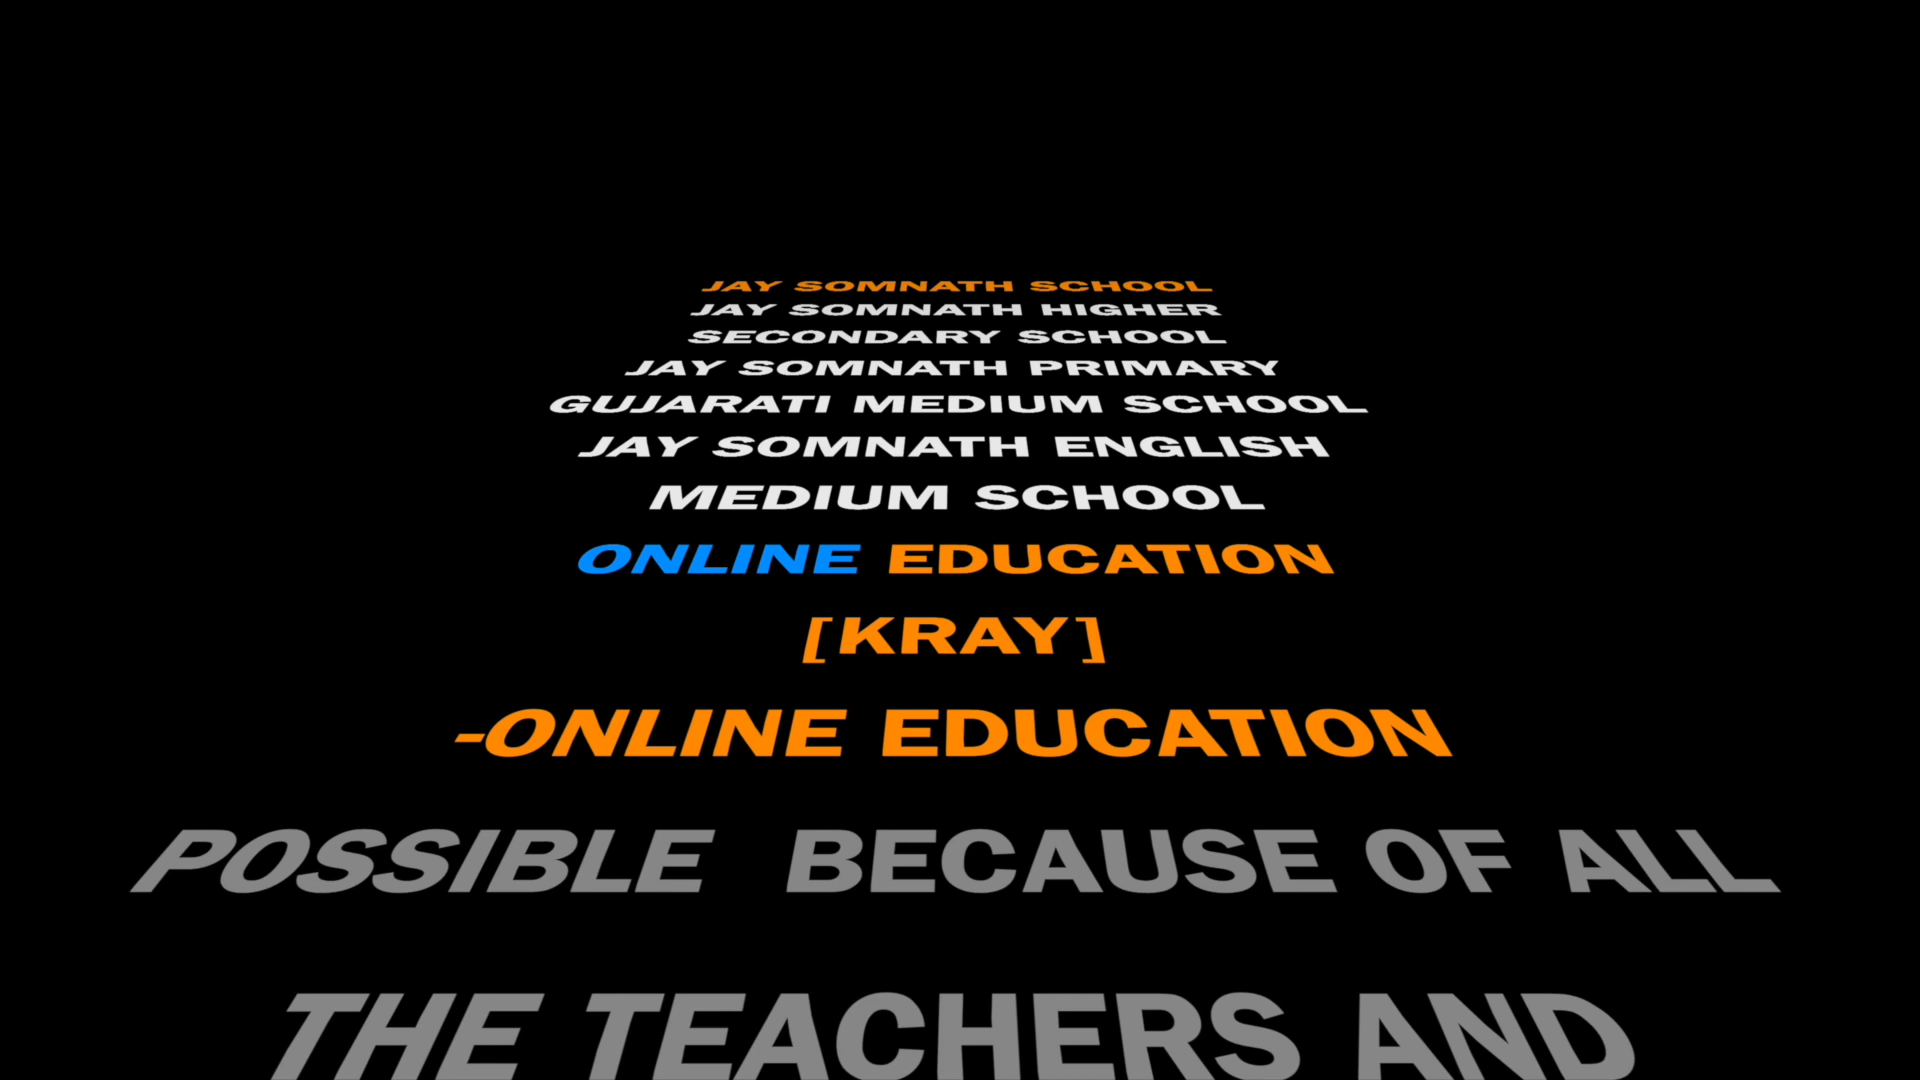 JAY SOMNATH SCHOOL
JAY SOMNATH HIGHER
SECONDARY SCHOOL
JAY SOMNATH PRIMARY
GUJARATI MEDIUM SCHOOL
JAY SOMNATH ENGLISH
MEDIUM SCHOOL
ONLINE EDUCATION
[KRAY]
-ONLINE EDUCATION
POSSIBLE BECAUSE OF ALL
THE TEACHERS AND